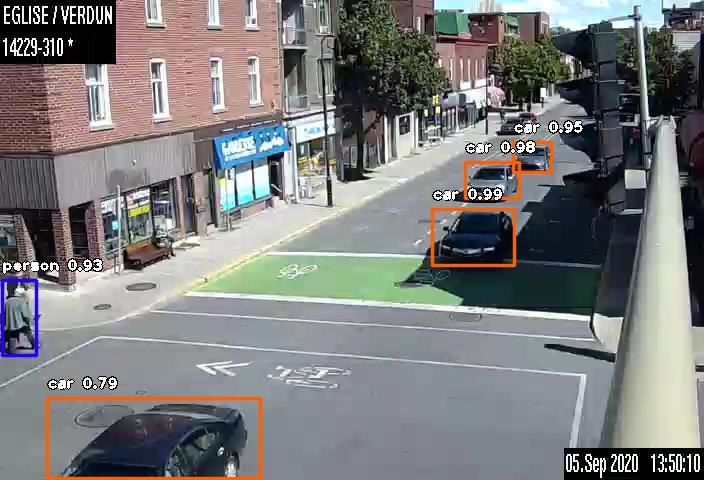 EGLISE / VERDUN
14229-310 *
car 0.95
car 0.98
car 0.99
person 0.93
car 0.79
05.Sep 2020 13:50:10